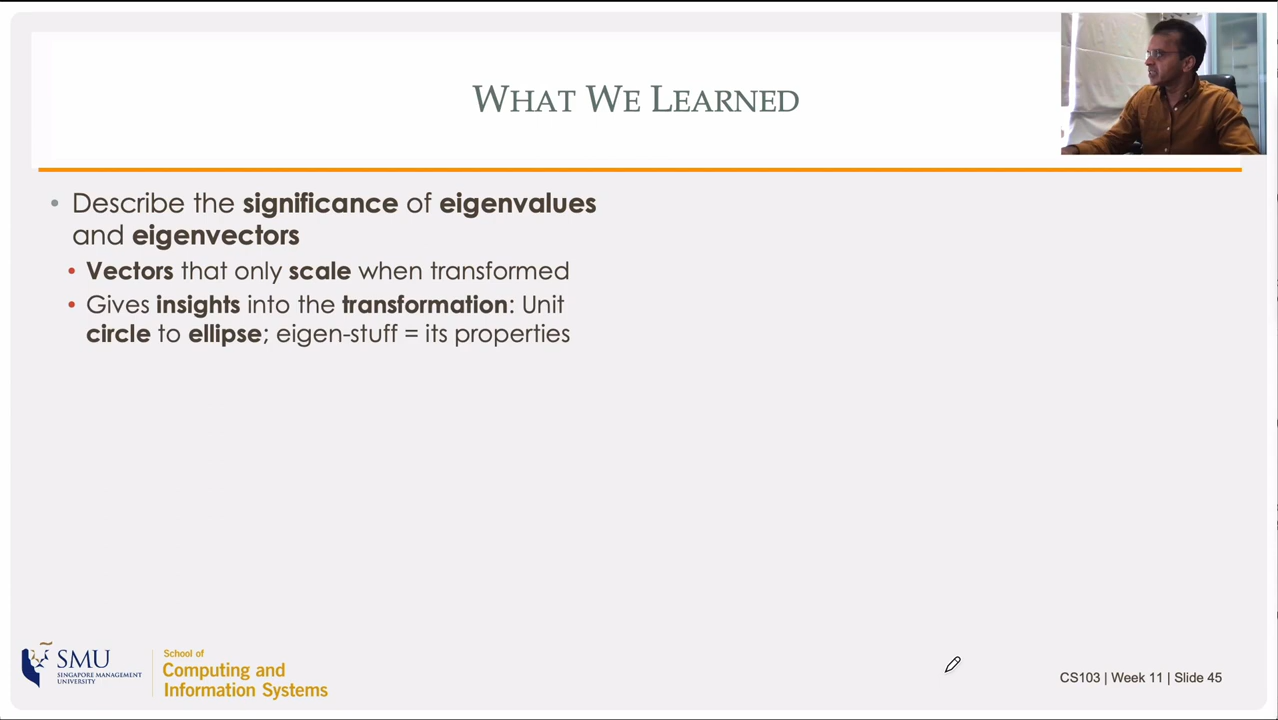 What We Learned
• Describe the significance of eigenvalues
and eigenvectors
• Vectors that only scale when transformed
• Gives insights into the transformation: Unit
circle to ellipse; eigen-stuff = its properties
SMU
SINGAPORE MANAGEMENT
UNIVERSITY
School of
Computing and
Information Systems
CS103 | Week 11 | Slide 45